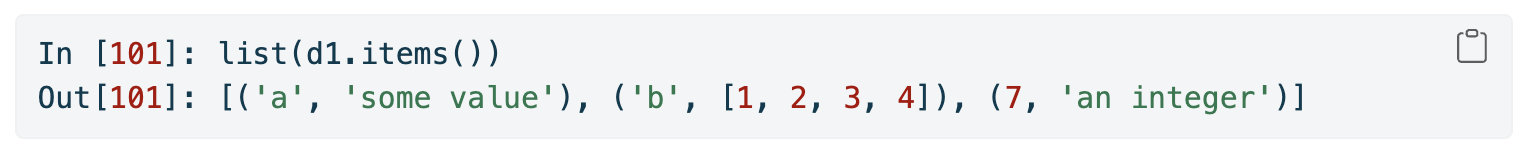 In [101]: list(d1.items())
Out[101]: [('a', 'some value'), ('b', [1, 2, 3, 4]), (7, 'an integer')]